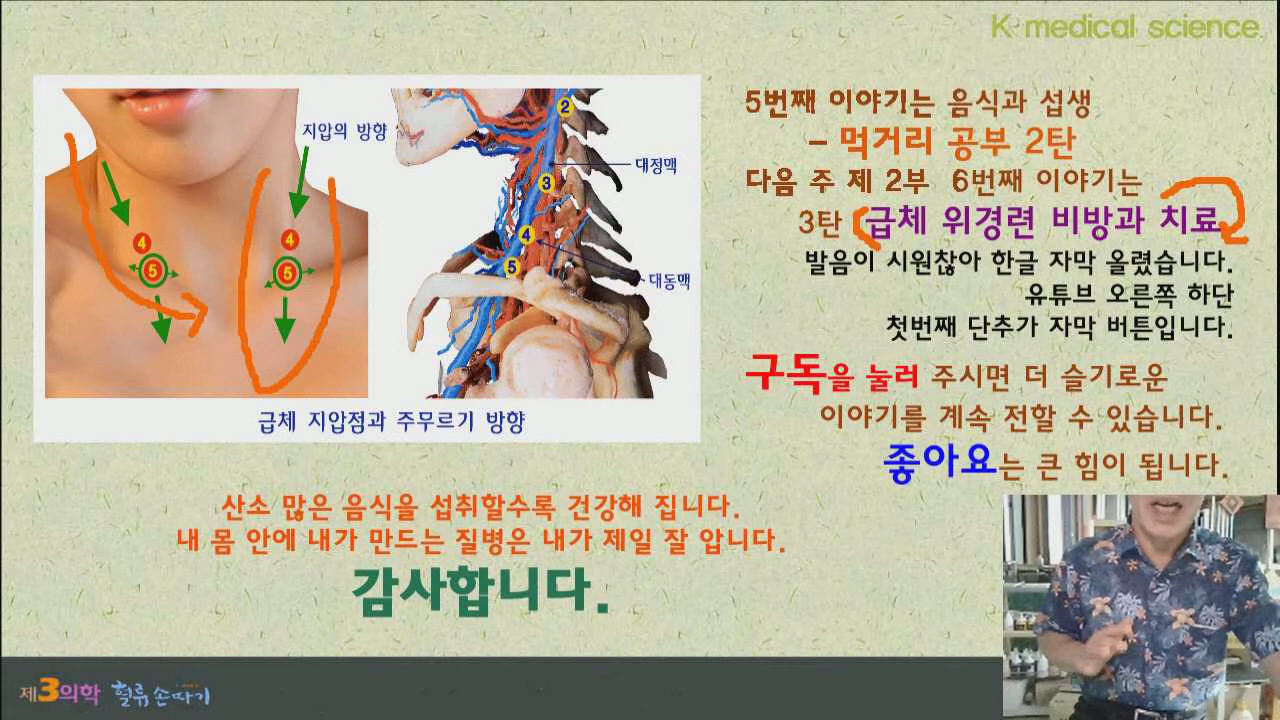 K medical science
지압의 방향
4
5
4
5
2
3
4
5
대정맥
대동맥
급체 지압점과 주무르기 방향
5번째 이야기는 음식과 섭생
– 먹거리 공부 2탄
다음 주 제 2부 6번째 이야기는
3탄 급체 위경련 비방과 치료
발음이 시원찮아 한글 자막 올렸습니다.
유튜브 오른쪽 하단
첫번째 단추가 자막 버튼입니다.
구독을 눌러 주시면 더 슬기로운
이야기를 계속 전할 수 있습니다.
좋아요는 큰 힘이 됩니다.
산소 많은 음식을 섭취할수록 건강해 집니다.
내 몸 안에 내가 만드는 질병은 내가 제일 잘 압니다.
감사합니다.
제3의학 혈류 손따기